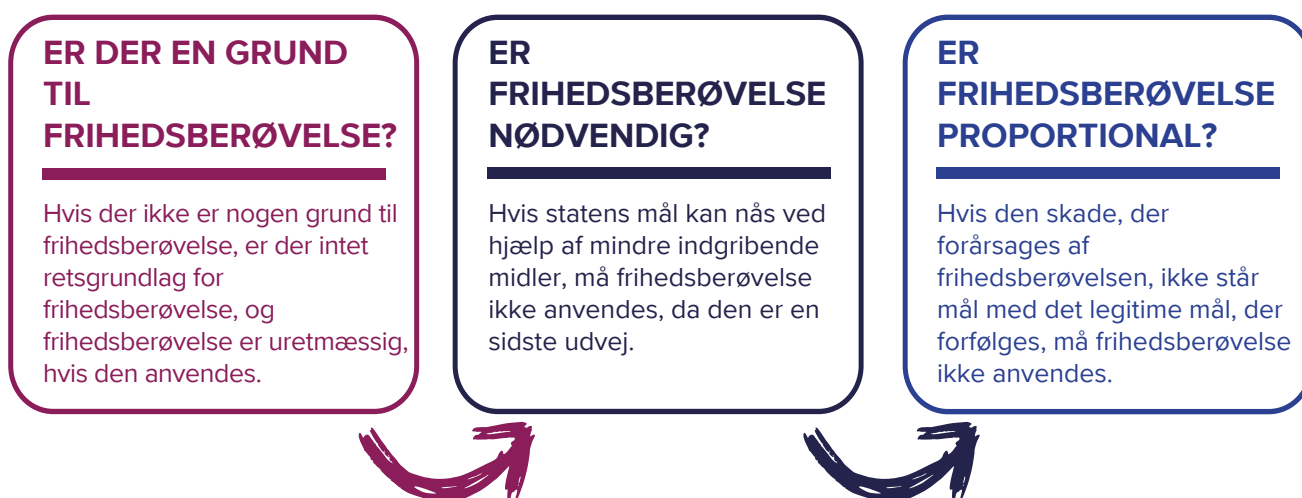 ER DER EN GRUND
TIL
FRIHEDSBERØVELSE?
Hvis der ikke er nogen grund til
frihedsberøvelse, er der intet
retsgrundlag for
frihedsberøvelse, og
frihedsberøvelse er uretmæssig,
hvis den anvendes.
ER
FRIHEDSBERØVELSE
NØDVENDIG?
Hvis statens mål kan nås ved
hjælp af mindre indgribende
midler, må frihedsberøvelse
ikke anvendes, da den er en
sidste udvej.
ER
FRIHEDSBERØVELSE
PROPORTIONAL?
Hvis den skade, der
forårsages af
frihedsberøvelsen, ikke står
mål med det legitime mål, der
forfølges, må frihedsberøvelse
ikke anvendes.